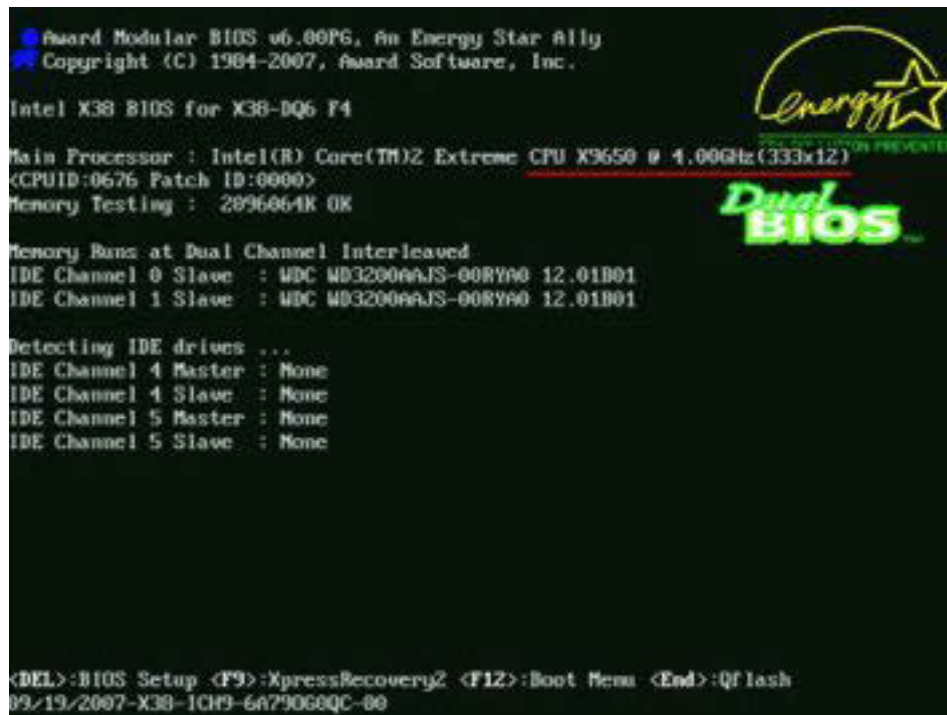 Award Modular BIOS v6.00PG, An Energy Star Ally
Copyright (C) 1984-2007, Award Software, Inc.
energy
Intel X38 BIOS for X38-DQ6 F4
PREVENTE
Main Processor : Intel(R) Core(TM)2 Extreme CPU X9650 @ 4.00GHz(333x12)
<CPUID:0676 Patch ID:0000>
Memory Testing : 2096064K OK
Dual
BIOS
Memory Runs at Dual Channel Interleaved
IDE Channel 0 Slave : WDC WD3200AAJS-00RYA0 12.01B01
IDE Channel 1 Slave : WDC WD3200AAJS-00RYA0 12.01B01
Detecting IDE drives ...
IDE Channel 4 Master : None
IDE Channel 4 Slave : None
IDE Channel 5 Master : None
IDE Channel 5 Slave : None
<DEL>:BIOS Setup <F9>:XpressRecovery2 <F12>:Boot Menu <End>:Qflash
09/19/2007-X38-ICH9-6A790G0QC-00